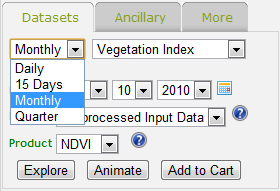 Datasets Ancillary More
Monthly Vegetation Index
Daily
15 Days
Monthly 10 2010
Quarter processed Input Data ?
Product NDVI ?
Explore Animate Add to Cart